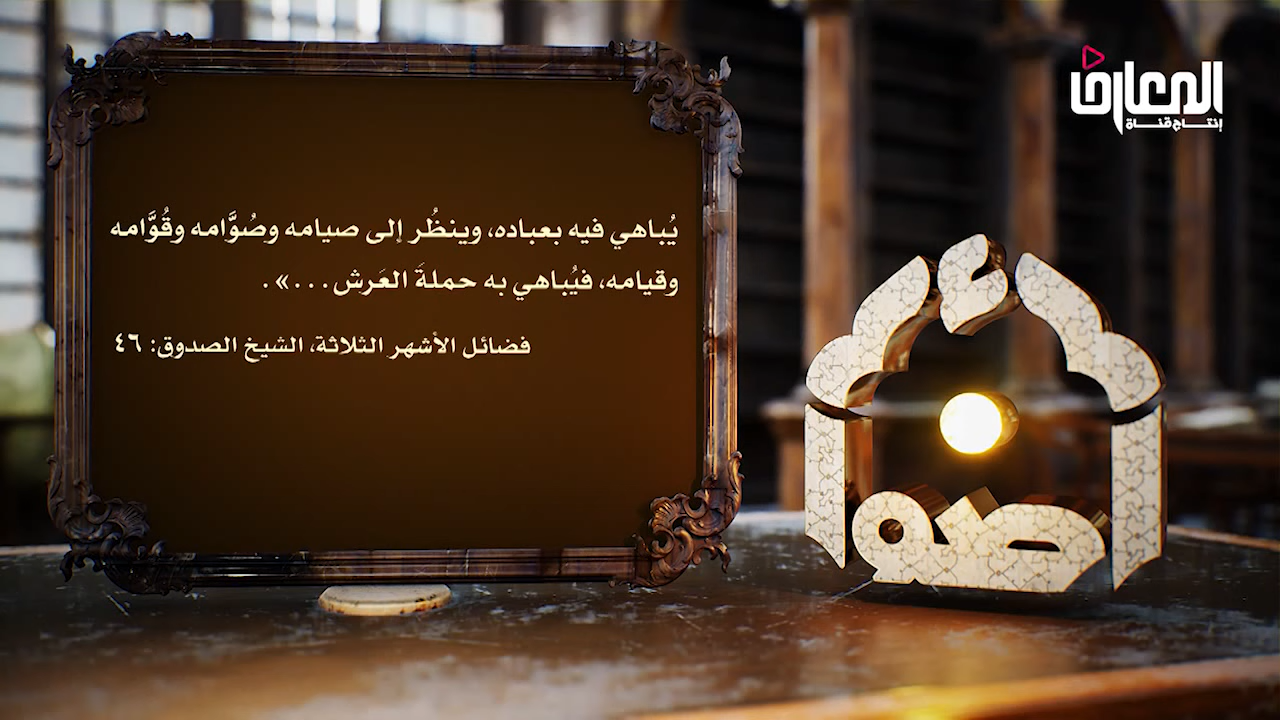 المعارف
إنتاج قناة
يُباهي فيه بعباده، وينظُر إلى صيامه وصُوَّامه وقُوَّامه
وقيامه، فيُباهي به حملةَ العَرش...».
فضائل الأشهر الثلاثة، الشيخ الصدوق: ٤٦
أضواء